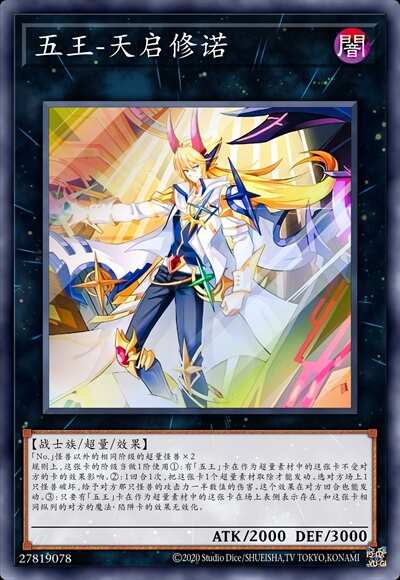 五王-天启修诺
闇
【战士族/超量/效果】
「No.」怪兽以外的相同阶级的超量怪兽×2
规则上,这张卡的阶级当做1阶使用①:有「五王」卡在作为超量素材中的这张卡不受对
方的卡的效果影响。②:1回合1次,把这张卡1个超量素材取除才能发动。选对方场上1
只怪兽破坏,给予对方那只怪兽的攻击力一半数值的伤害。这个效果在对方回合也能发
动。③:只要有「五王」卡在作为超量素材中的这张卡在场上表侧表示存在,和这张卡相
同纵列的对方的魔法·陷阱卡的效果无效化。
ATK/2000 DEF/3000
27819078
©2020 Studio Dice/SHUEISHA,TV TOKYO,KONAMI